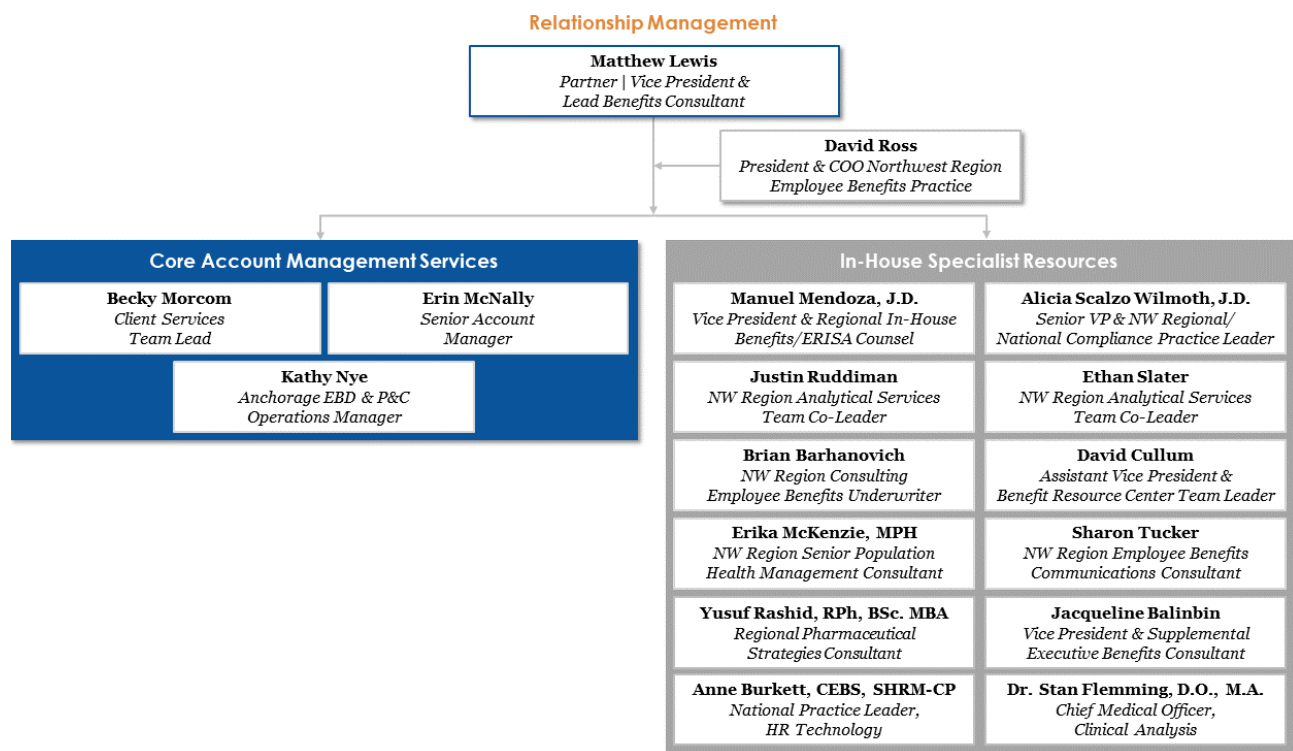 Relationship Management
Matthew Lewis
Partner | Vice President &
Lead Benefits Consultant
David Ross
President & COO Northwest Region
Employee Benefits Practice
Core Account Management Services
Becky Morcom
Client Services
Team Lead
Erin McNally
Senior Account
Manager
Kathy Nye
Anchorage EBD & P&C
Operations Manager
In-House Specialist Resources
Manuel Mendoza, J.D.
Vice President & Regional In-House
Benefits/ERISA Counsel
Alicia Scalzo Wilmoth, J.D.
Senior VP & NW Regional/
National Compliance Practice Leader
Justin Ruddiman
NW Region Analytical Services
Team Co-Leader
Ethan Slater
NW Region Analytical Services
Team Co-Leader
Brian Barhanovich
NW Region Consulting
Employee Benefits Underwriter
David Cullum
Assistant Vice President &
Benefit Resource Center Team Leader
Erika McKenzie, MPH
NW Region Senior Population
Health Management Consultant
Sharon Tucker
NW Region Employee Benefits
Communications Consultant
Yusuf Rashid, RPh, BSc. MBA
Regional Pharmaceutical
Strategies Consultant
Jacqueline Balinbin
Vice President & Supplemental
Executive Benefits Consultant
Anne Burkett, CEBS, SHRM-CP
National Practice Leader,
HR Technology
Dr. Stan Flemming, D.O., M.A.
Chief Medical Officer,
Clinical Analysis